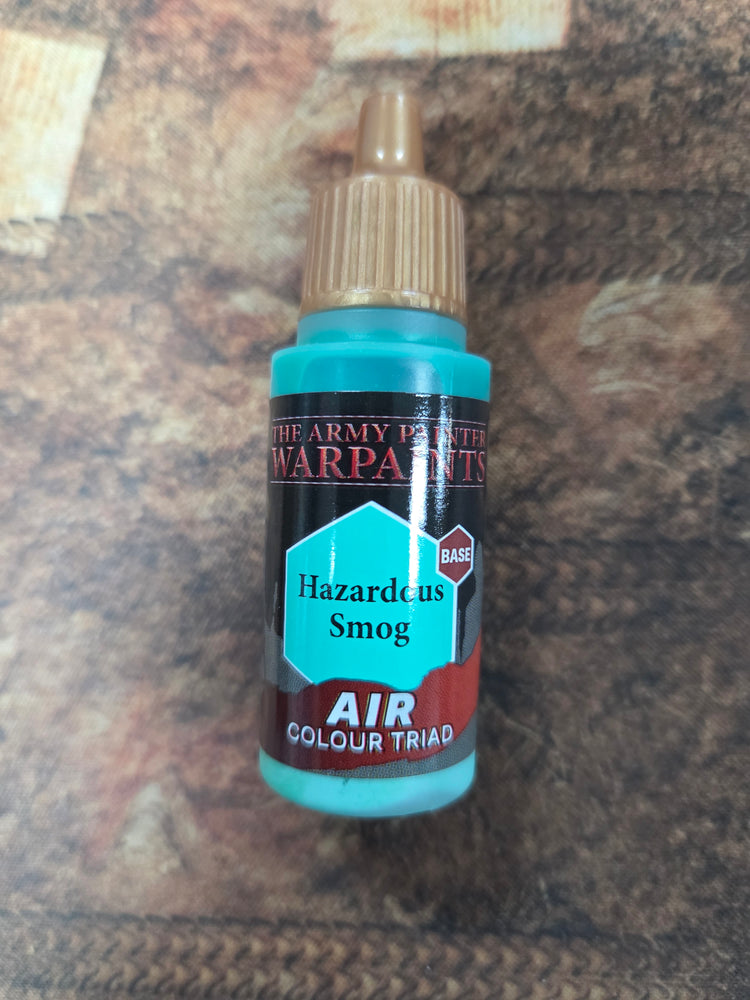 THE ARMY PAINTER
WARPAINTS
BASE
Hazardous
Smog
AIR
COLOUR TRIAD